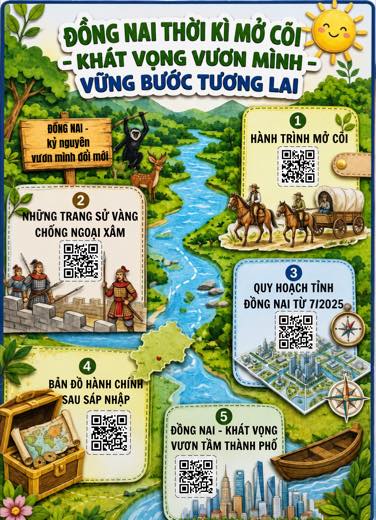 ĐỒNG NAI THỜI KÌ MỞ CÕI
- KHÁT VỌNG VƯƠN MÌNH -
VỮNG BƯỚC TƯƠNG LAI
ĐỒNG NAI -
kỷ nguyên
vươn mình đổi mới
1
HÀNH TRÌNH MỞ CÕI
2
NHỮNG TRANG SỬ VÀNG
CHỐNG NGOẠI XÂM
3
QUY HOẠCH TỈNH
ĐỒNG NAI TỪ 7/2025
4
BẢN ĐỒ HÀNH CHÍNH
SAU SÁP NHẬP
5
ĐỒNG NAI - KHÁT VỌNG
VƯƠN TẦM THÀNH PHỐ